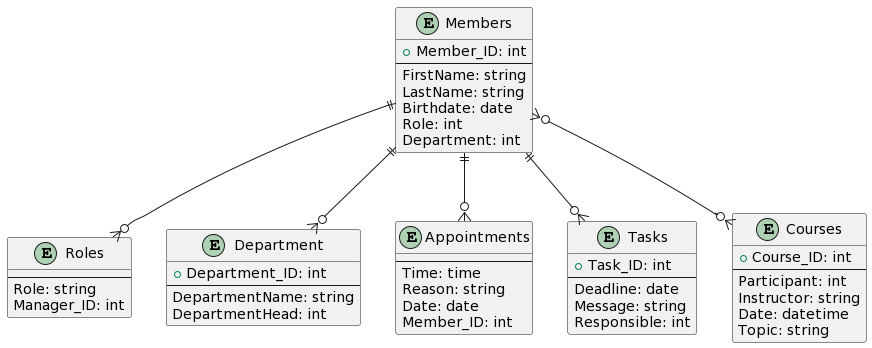 E Members
Member_ID: int
FirstName: string
LastName: string
Birthdate: date
Role: int
Department: int
E Roles
Role: string
Manager_ID: int
E Department
Department_ID: int
DepartmentName: string
DepartmentHead: int
E Appointments
Time: time
Reason: string
Date: date
Member_ID: int
E Tasks
Task_ID: int
Deadline: date
Message: string
Responsible: int
E Courses
Course_ID: int
Participant: int
Instructor: string
Date: datetime
Topic: string